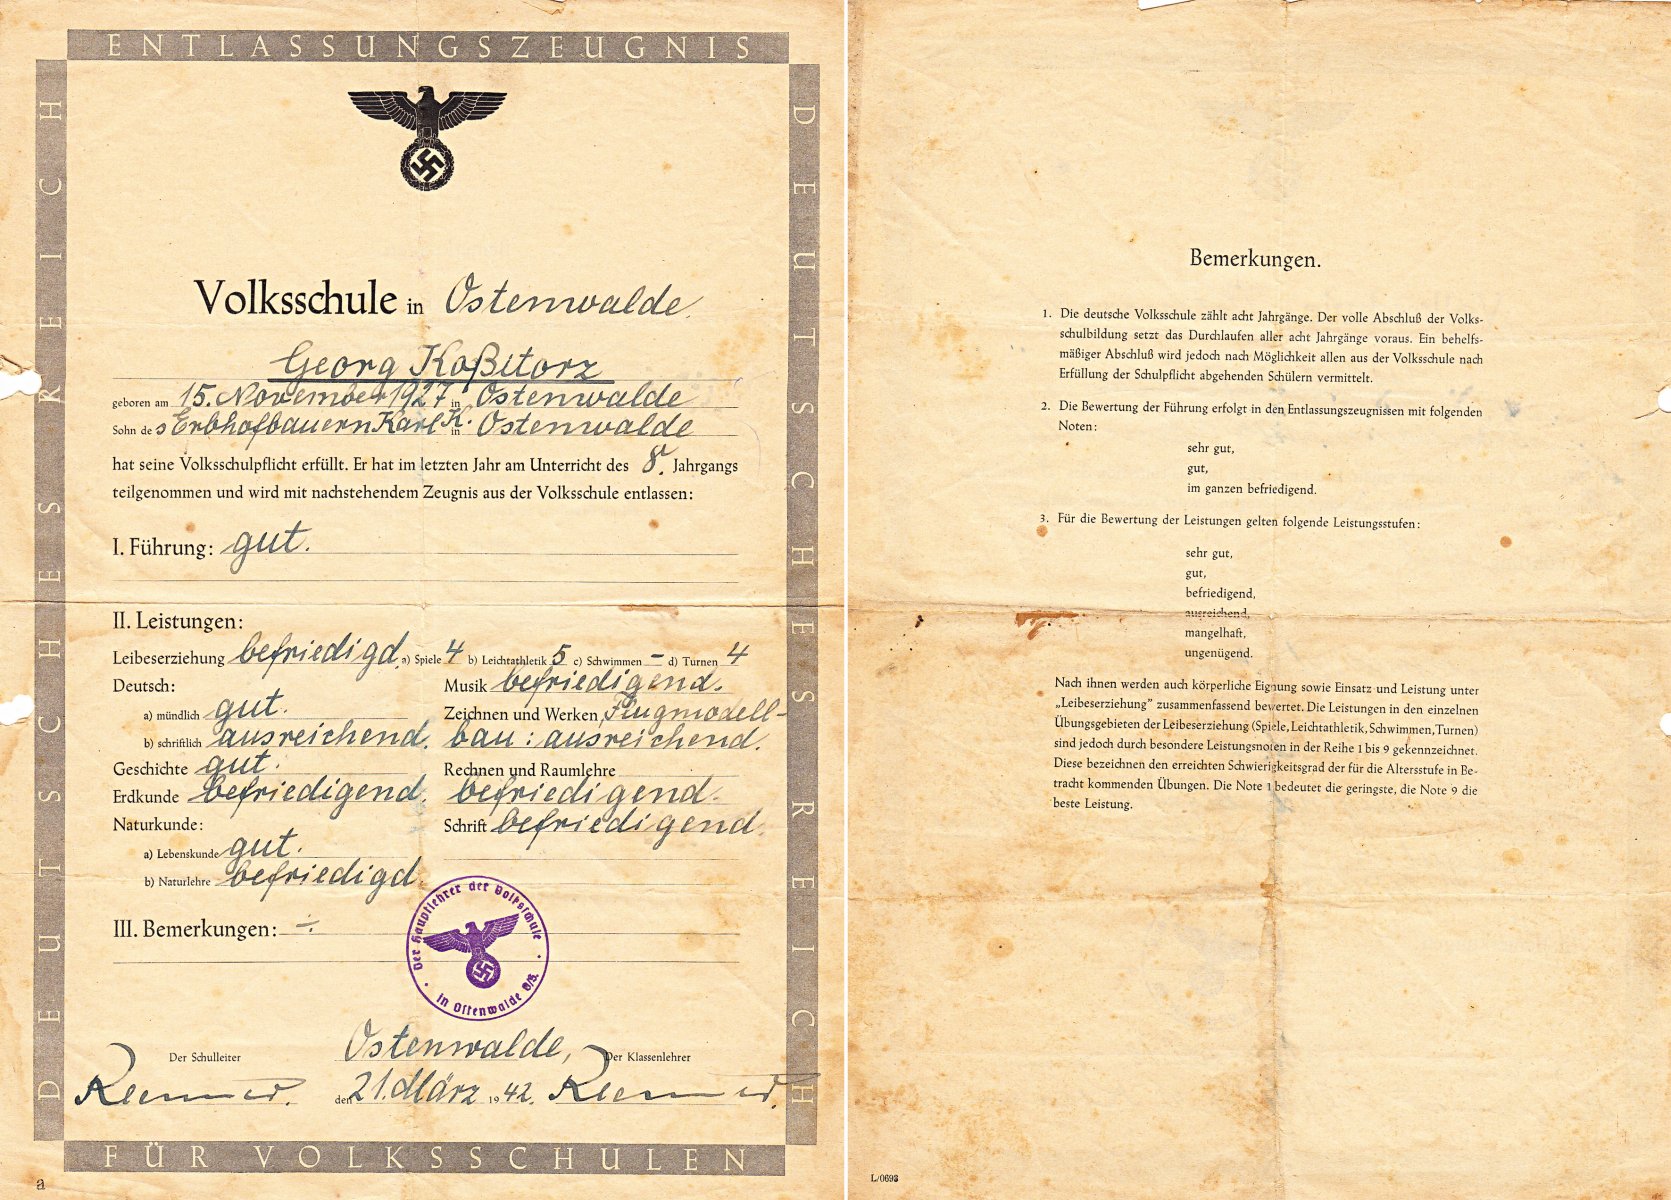 ENTLASSUNGSZEUGNIS
DEUTSCHES REICH
DEUTSCHES REICH
Volksschule in Ostenwalde.
Georg Koßitorz
geboren am 15. November 1927 in Ostenwalde
Sohn des Erbhofbauern Karl K. in Ostenwalde
hat seine Volksschulpflicht erfüllt. Er hat im letzten Jahr am Unterricht des 8. Jahrgangs
teilgenommen und wird mit nachstehendem Zeugnis aus der Volksschule entlassen:
I. Führung: gut.
II. Leistungen:
Leibeserziehung befriedigd. a) Spiele 4 b) Leichtathletik 5 c) Schwimmen – d) Turnen 4
Deutsch:
a) mündlich gut.
b) schriftlich ausreichend.
Geschichte gut.
Erdkunde befriedigend.
Naturkunde:
a) Lebenskunde gut.
b) Naturlehre befriedigd.
Musik befriedigend.
Zeichnen und Werken, Flugmodell-
bau: ausreichend.
Rechnen und Raumlehre
befriedigend.
Schrift befriedigend.
III. Bemerkungen: ÷
Der Hauptlehrer der Volksschule
in Ostenwalde O/S.
Der Schulleiter
Ostenwalde,
Der Klassenlehrer
den 21. März 1942.
FÜR VOLKSSCHULEN
a
Bemerkungen.
1. Die deutsche Volksschule zählt acht Jahrgänge. Der volle Abschluß der Volks-
schulbildung setzt das Durchlaufen aller acht Jahrgänge voraus. Ein behelfs-
mäßiger Abschluß wird jedoch nach Möglichkeit allen aus der Volksschule nach
Erfüllung der Schulpflicht abgehenden Schülern vermittelt.
2. Die Bewertung der Führung erfolgt in den Entlassungszeugnissen mit folgenden
Noten:
sehr gut,
gut,
im ganzen befriedigend.
3. Für die Bewertung der Leistungen gelten folgende Leistungsstufen:
sehr gut,
gut,
befriedigend,
ausreichend,
mangelhaft,
ungenügend.
Nach ihnen werden auch körperliche Eignung sowie Einsatz und Leistung unter
„Leibeserziehung“ zusammenfassend bewertet. Die Leistungen in den einzelnen
Übungsgebieten der Leibeserziehung (Spiele, Leichtathletik, Schwimmen, Turnen)
sind jedoch durch besondere Leistungsnoten in der Reihe 1 bis 9 gekennzeichnet.
Diese bezeichnen den erreichten Schwierigkeitsgrad der für die Altersstufe in Be-
tracht kommenden Übungen. Die Note 1 bedeutet die geringste, die Note 9 die
beste Leistung.
L/0693